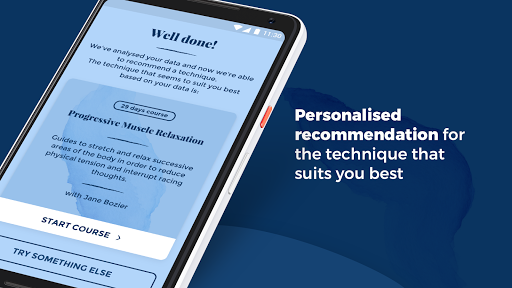 11:30
Well done!
We've analysed your data and now we're able
to recommend a technique.
The technique that seems to suit you best
based on your data is:
29 days course
Progressive Muscle Relaxation
Guides to stretch and relax successive
areas of the body in order to reduce
physical tension and interrupt racing
thoughts.
with Jane Bozier
START COURSE >
TRY SOMETHING ELSE
Personalised
recommendation for
the technique that
suits you best